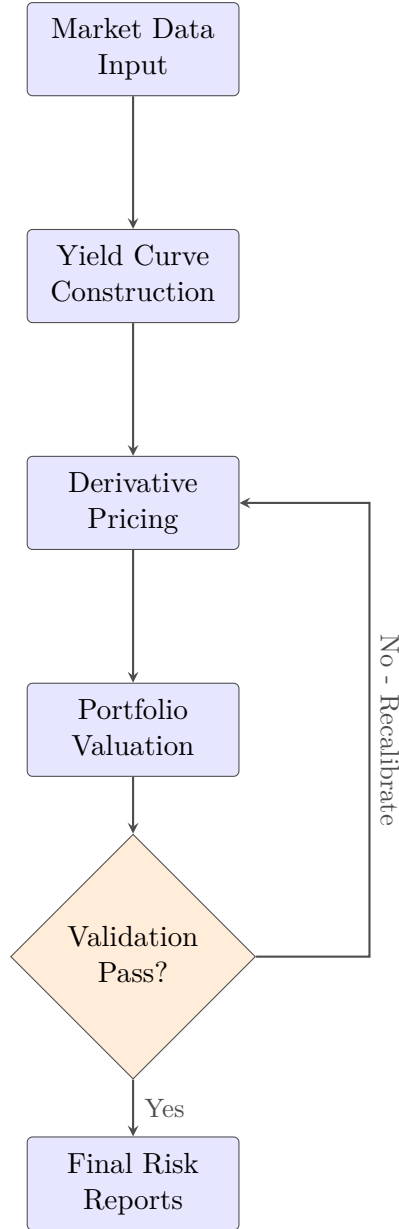 Market Data
Input
Yield Curve
Construction
Derivative
Pricing
No - Recalibrate
Portfolio
Valuation
Validation
Pass?
Yes
Final Risk
Reports